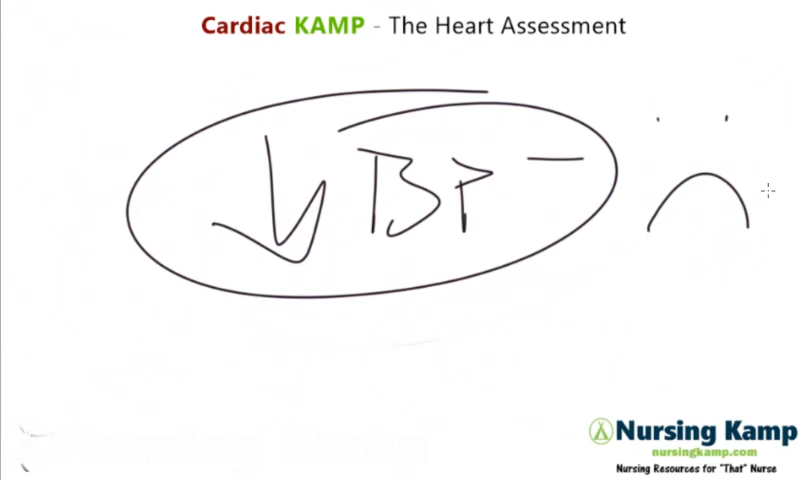 Cardiac KAMP - The Heart Assessment
↓ BP -
Nursing Kamp
nursingkamp.com
Nursing Resources for "That" Nurse